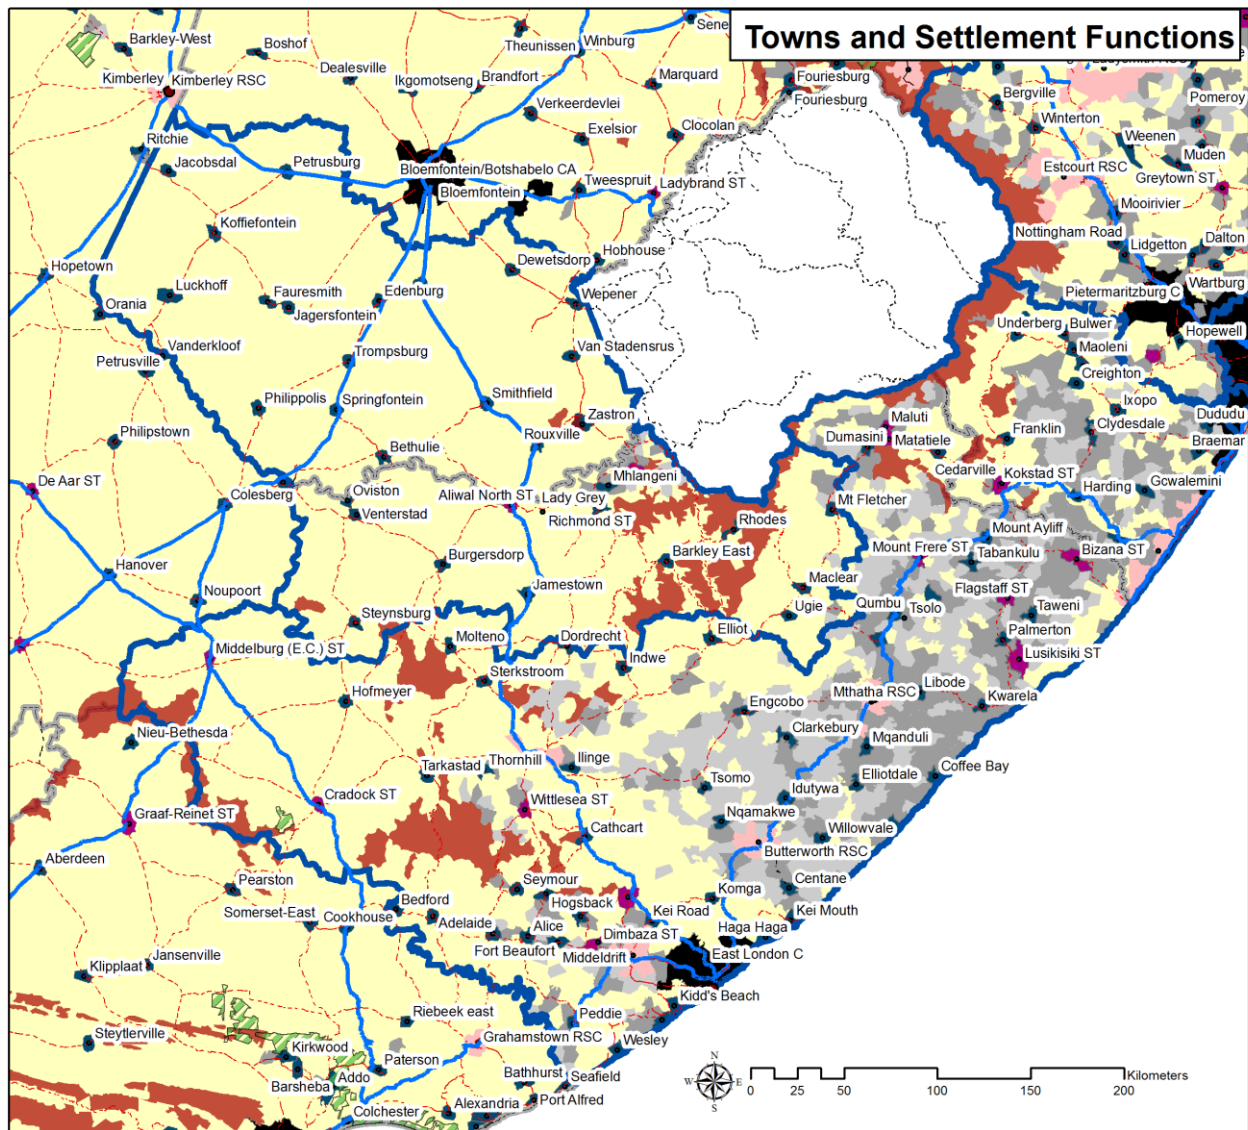 Towns and Settlement Functions
Barkley-West
Boshof
Theunissen
Winburg
Kimberley
Kimberley RSC
Dealesville
Ikgomotseng
Brandfort
Marquard
Fouriesburg
Fouriesburg
Bergville
Pomeroy
Verkeerdevlei
Winterton
Ritchie
Exelsior
Clocolan
Weenen
Jacobsdal
Petrusburg
Bloemfontein/Botshabelo CA
Muden
Estcourt RSC
Greytown ST
Bloemfontein
Tweespruit
Ladybrand ST
Mooirivier
Koffiefontein
Nottingham Road
Lidgetton
Dalton
Hobhouse
Hopetown
Dewetsdorp
Luckhoff
Fauresmith
Edenburg
Wepener
Pietermaritzburg C
Wartburg
Orania
Jagersfontein
Underberg
Bulwer
Hopewell
Vanderkloof
Maoleni
Petrusville
Trompsburg
Van Stadensrus
Creighton
Philippolis
Springfontein
Smithfield
Ixopo
Philipstown
Zastron
Maluti
Franklin
Clydesdale
Dududu
Bethulie
Rouxville
Dumasini
Matatiele
Braemar
De Aar ST
Mhlangeni
Cedarville
Kokstad ST
Colesberg
Oviston
Aliwal North ST
Lady Grey
Mt Fletcher
Harding
Gcwalemini
Venterstad
Richmond ST
Rhodes
Mount Ayliff
Hanover
Burgersdorp
Barkley East
Mount Frere ST
Tabankulu
Bizana ST
Noupoort
Jamestown
Maclear
Flagstaff ST
Steynsburg
Ugie
Qumbu
Tsolo
Taweni
Middelburg (E.C.) ST
Molteno
Dordrecht
Elliot
Palmerton
Sterkstroom
Indwe
Lusikisiki ST
Hofmeyer
Mthatha RSC
Libode
Kwarela
Nieu-Bethesda
Engcobo
Clarkebury
Mqanduli
Tarkastad
Thornhill
Ilinge
Tsomo
Elliotdale
Coffee Bay
Cradock ST
Wittlesea ST
Idutywa
Graaf-Reinet ST
Cathcart
Nqamakwe
Willowvale
Aberdeen
Butterworth RSC
Pearston
Seymour
Centane
Somerset-East
Bedford
Hogsback
Komga
Cookhouse
Adelaide
Alice
Kei Road
Kei Mouth
Fort Beaufort
Dimbaza ST
Haga Haga
Jansenville
Middeldrift
East London C
Klipplaat
Kidd's Beach
Riebeek east
Peddie
Steytlerville
Grahamstown RSC
Wesley
Kirkwood
Paterson
Barsheba
Addo
Bathhurst
Seafield
Colchester
Alexandria
Port Alfred
N
W E
S
0 12.5 25 50 100 150 200
Kilometers